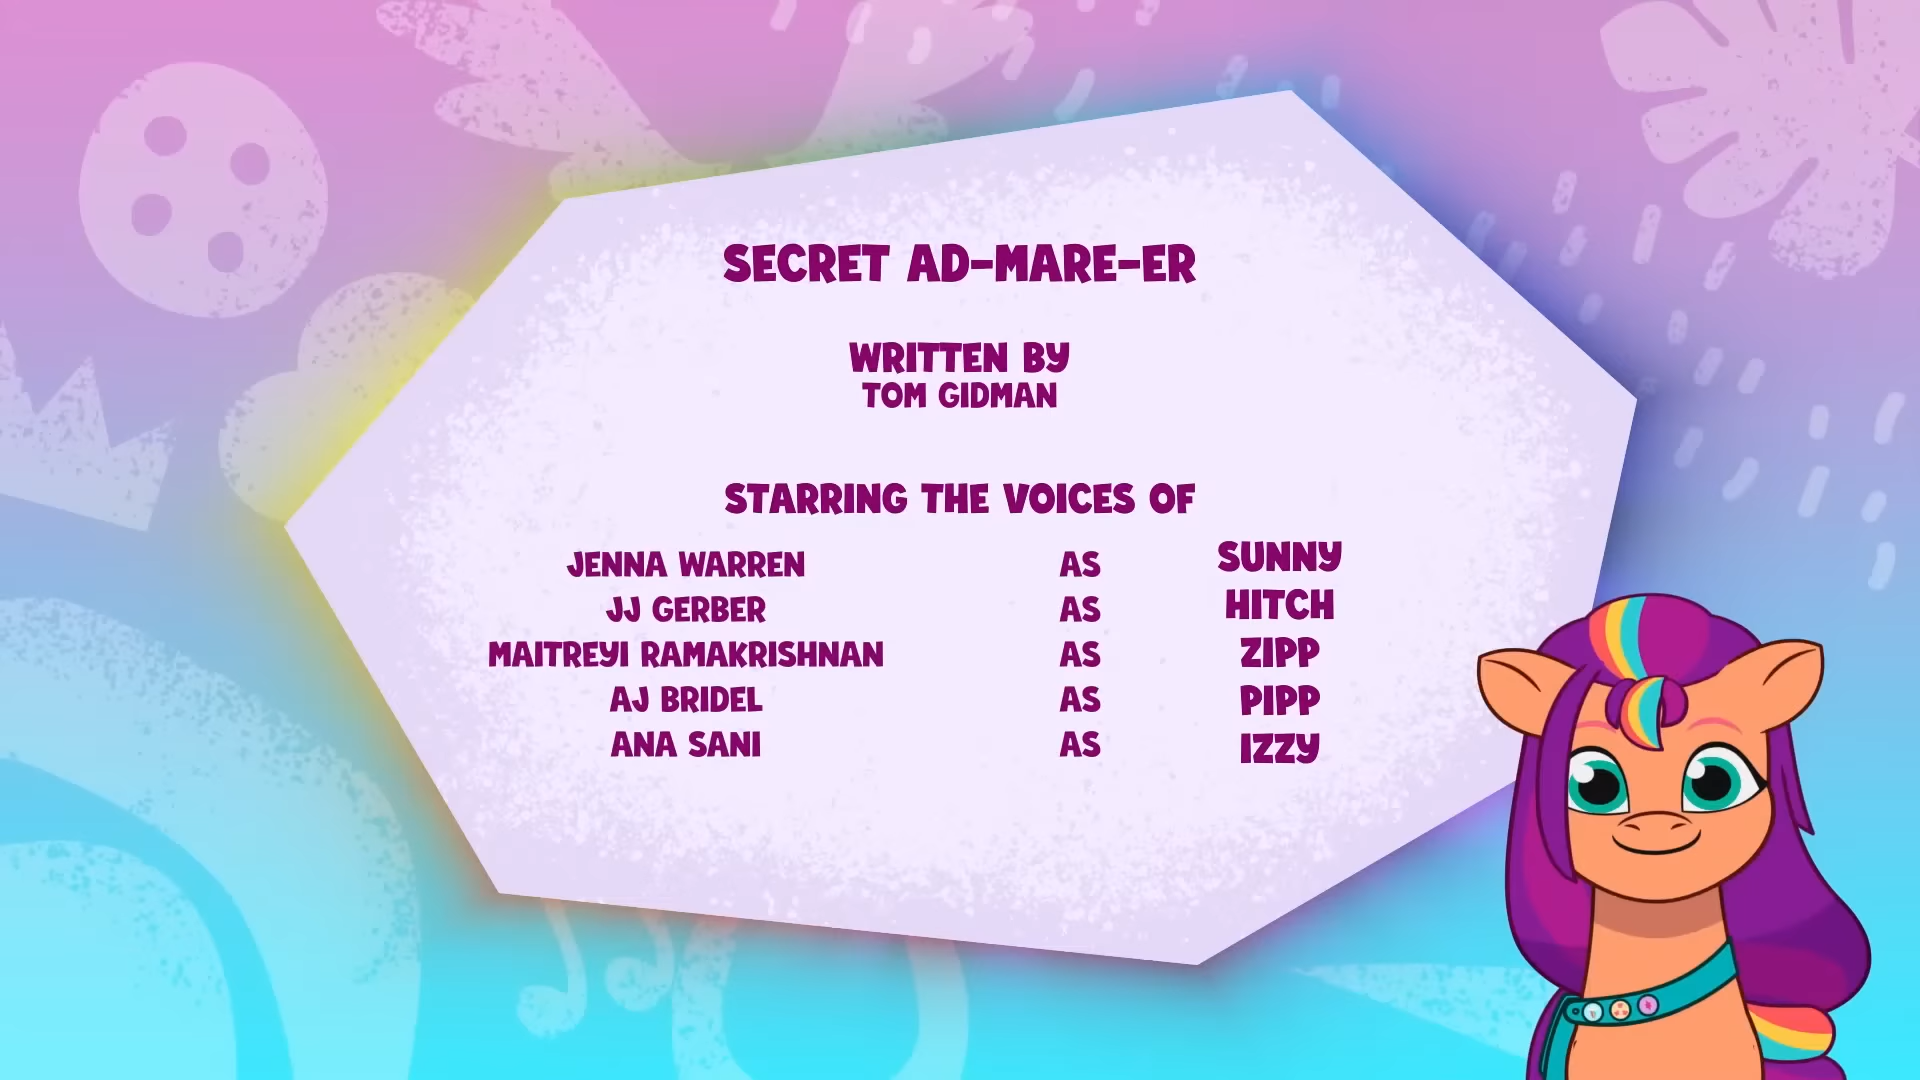 SECRET AD-MARE-ER
WRITTEN BY
TOM GIDMAN
STARRING THE VOICES OF
JENNA WARREN AS SUNNY
JJ GERBER AS HITCH
MAITREYI RAMAKRISHNAN AS ZIPP
AJ BRIDEL AS PIPP
ANA SANI AS IZZY